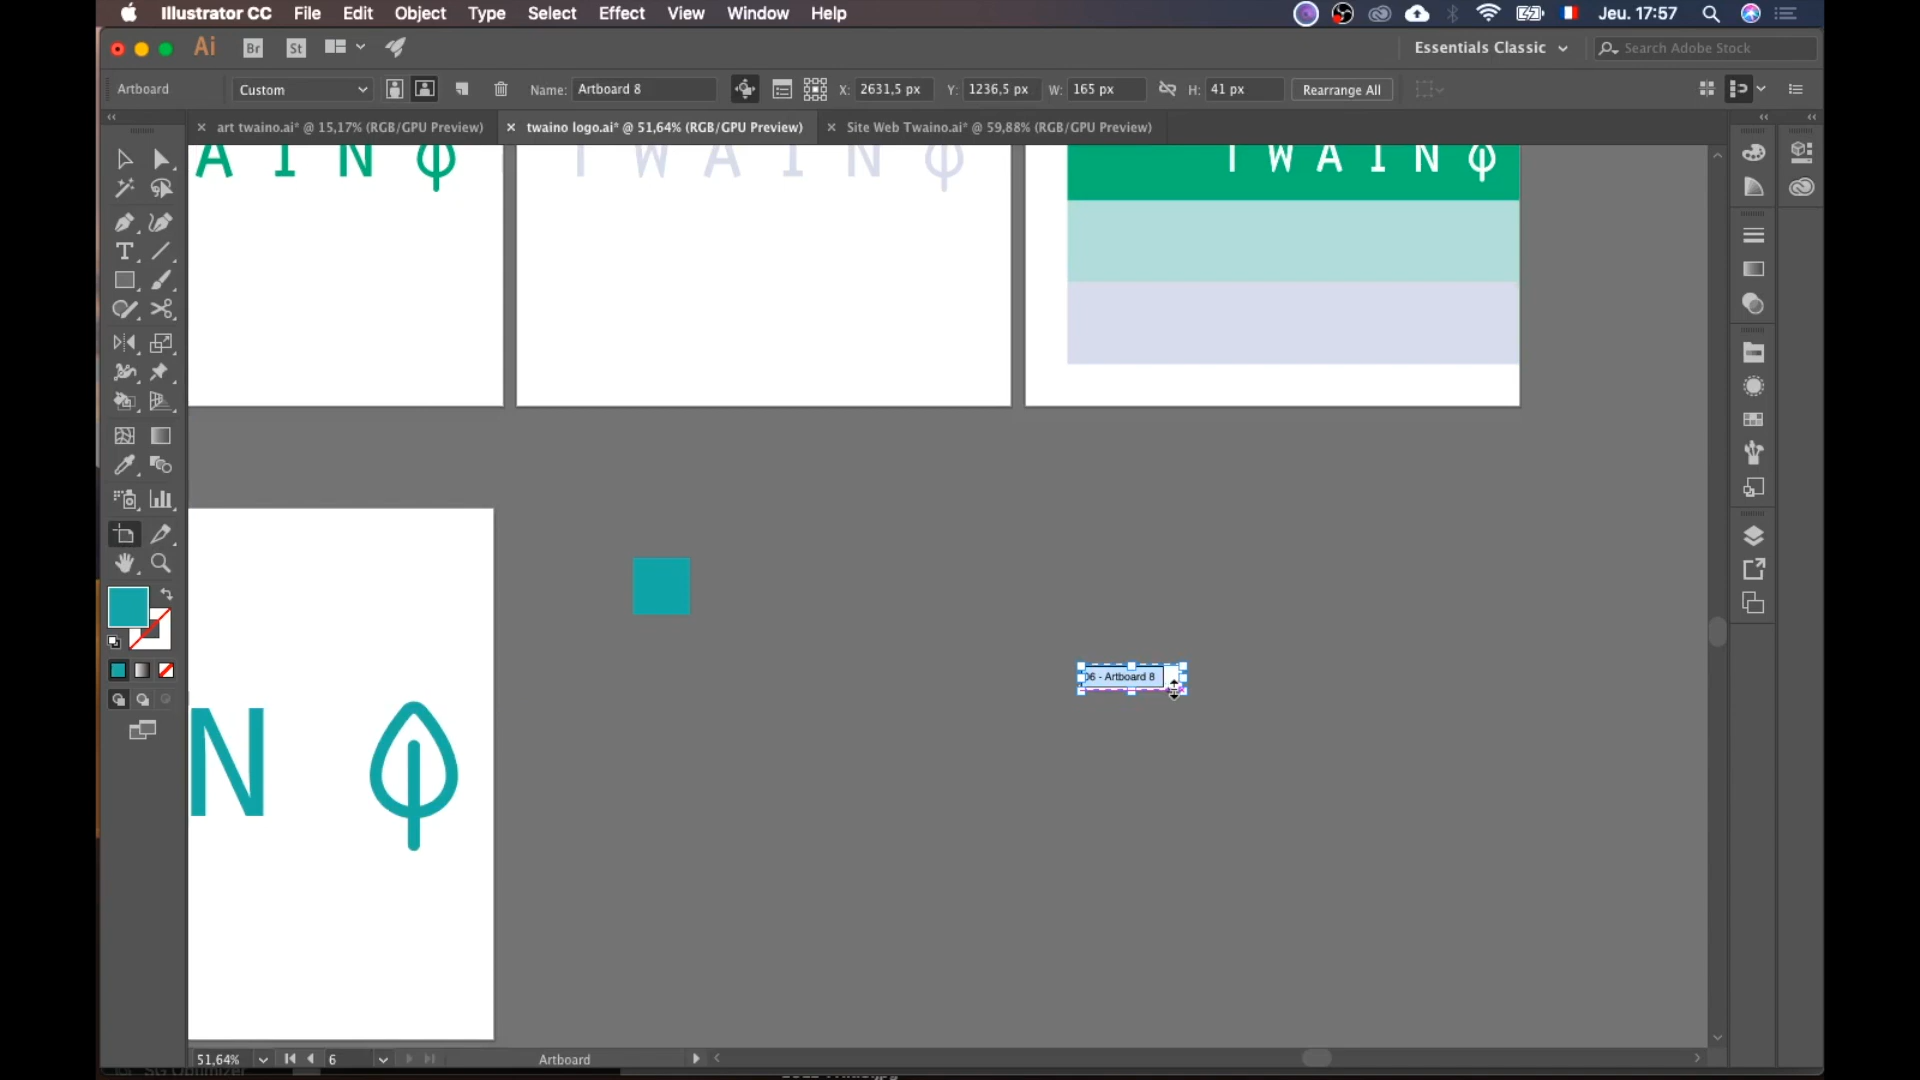 Illustrator CC File Edit Object Type Select Effect View Window Help Jeu. 17:57
Ai Br St Essentials Classic Search Adobe Stock
Artboard Custom Name: Artboard 8 X: 2631,5 px Y: 1236,5 px W: 165 px H: 41 px Rearrange All
art twaino.ai* @ 15,17% (RGB/GPU Preview) twaino logo.ai* @ 51,64% (RGB/GPU Preview) Site Web Twaino.ai* @ 59,88% (RGB/GPU Preview)
A I N
T W A I N
T W A I N
06 - Artboard 8
N
51,64% 6 Artboard
SG Optimizer